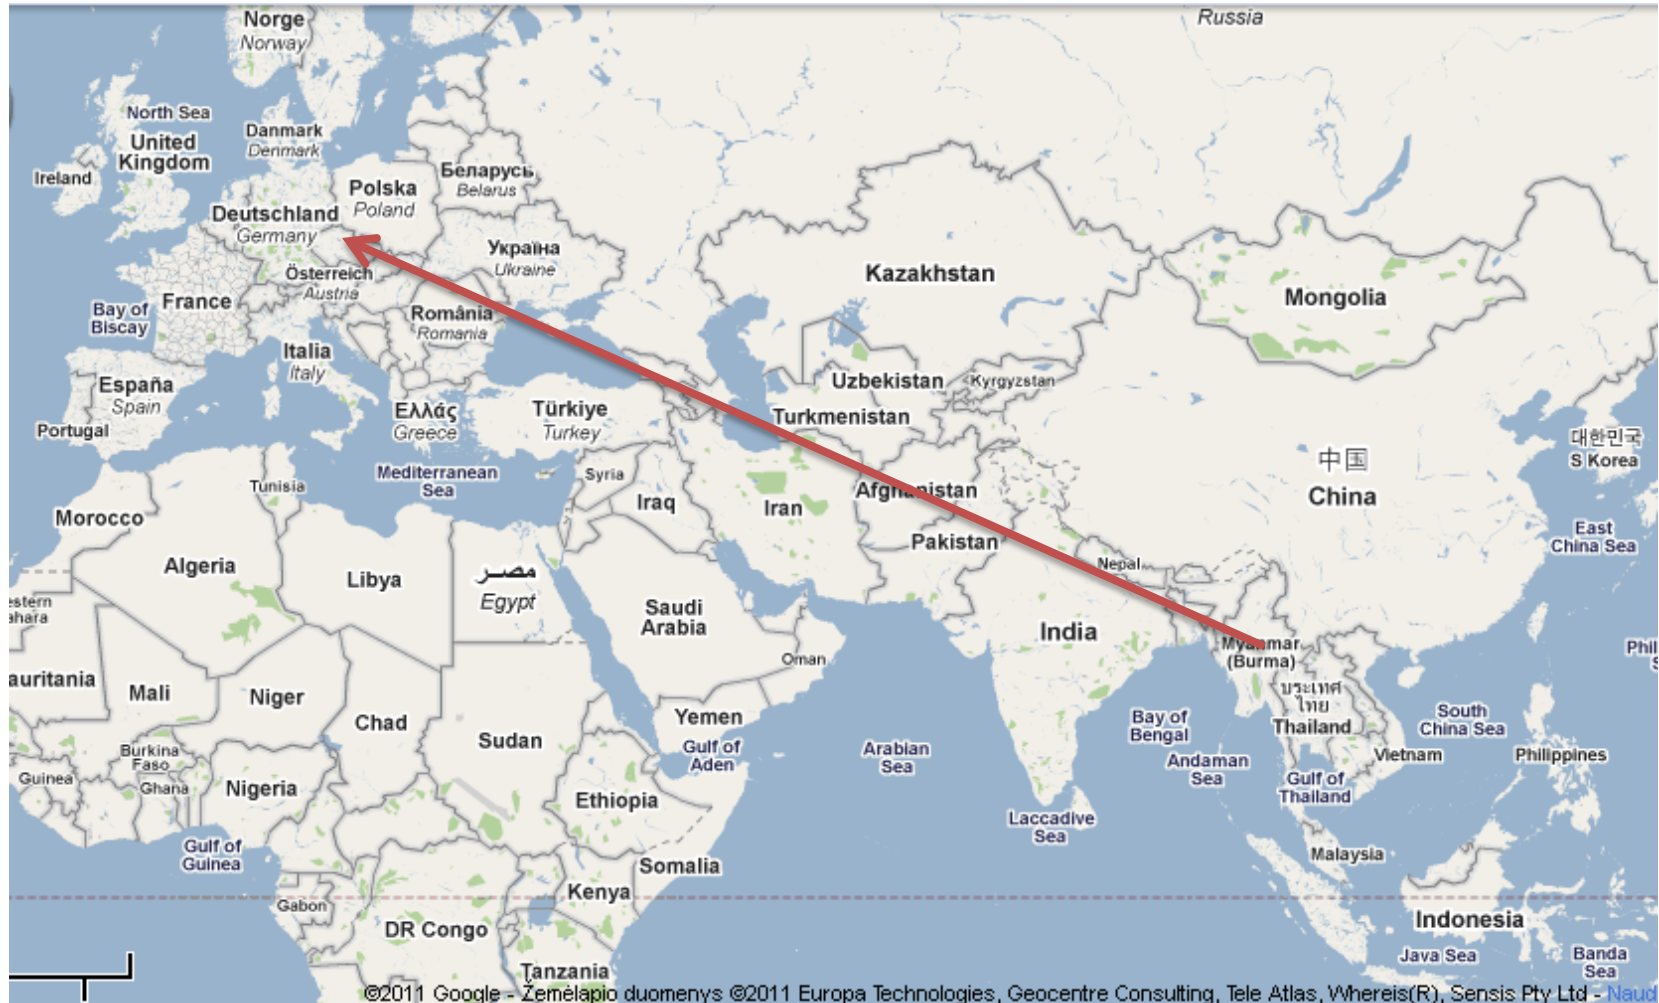 Norge
Norway
Russia
North Sea
United
Kingdom
Ireland
Danmark
Denmark
Polska
Poland
Беларусь
Belarus
Deutschland
Germany
Україна
Ukraine
Österreich
Austria
Kazakhstan
Mongolia
France
Bay of
Biscay
România
Romania
Italia
Italy
España
Spain
Portugal
Ελλάς
Greece
Türkiye
Turkey
Uzbekistan
Kyrgyzstan
Turkmenistan
대한민국
S Korea
中国
China
Mediterranean
Sea
Tunisia
Syria
Iraq
Iran
Afghanistan
Pakistan
Nepal
East
China Sea
Morocco
Algeria
Libya
مصر
Egypt
Saudi
Arabia
India
Myanmar
(Burma)
Oman
estern
ahara
auritania
Mali
Niger
Chad
Sudan
Yemen
Gulf of
Aden
Arabian
Sea
Bay of
Bengal
Andaman
Sea
ประเทศ
ไทย
Thailand
South
China Sea
Vietnam
Philippines
Phil
Gulf of
Thailand
Burkina
Faso
Guinea
Ghana
Nigeria
Ethiopia
Laccadive
Sea
Gulf of
Guinea
Somalia
Malaysia
Kenya
Gabon
DR Congo
Indonesia
Java Sea
Banda
Sea
Tanzania
©2011 Google - Žemėlapio duomenys ©2011 Europa Technologies, Geocentre Consulting, Tele Atlas, Whereis(R), Sensis Pty Ltd - Naud